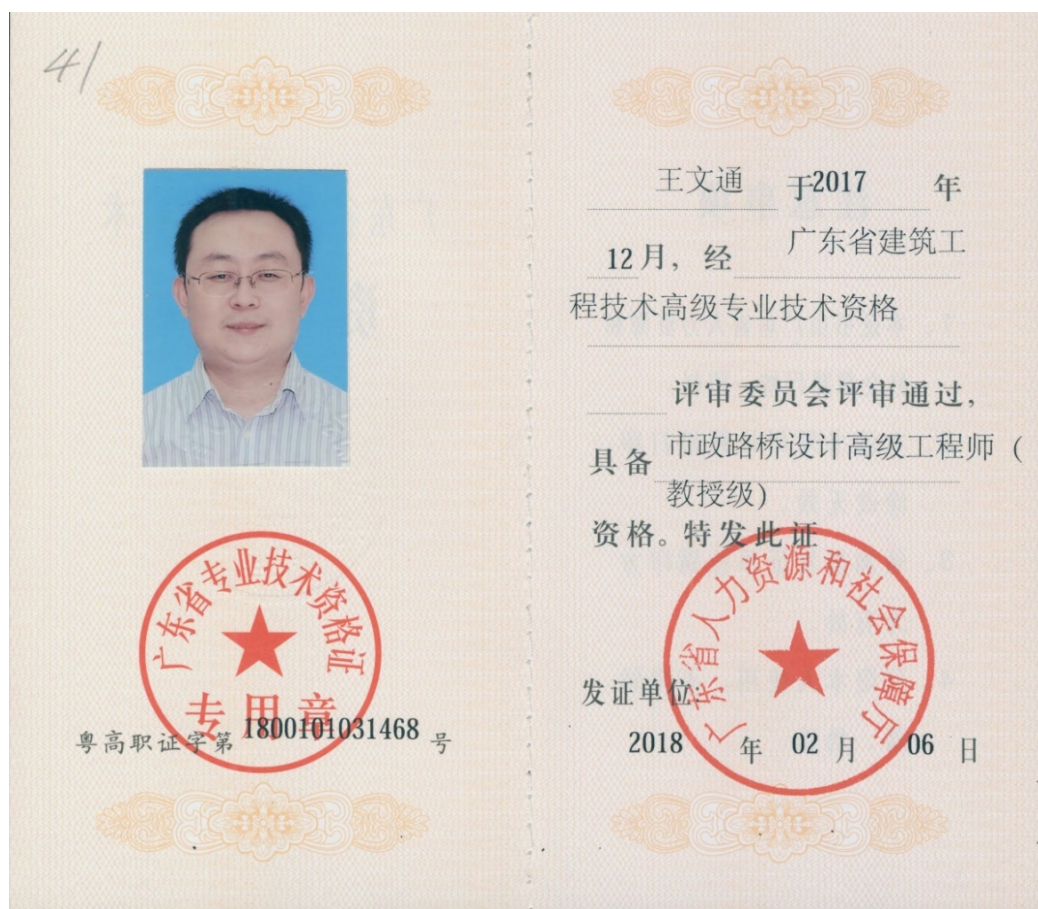 41
广东省专业技术资格证
专用章
粤高职证字第 1800101031468 号
王文通 于2017 年
12月，经 广东省建筑工
程技术高级专业技术资格
评审委员会评审通过，
具备 市政路桥设计高级工程师（
教授级）
资格。特发此证
广东省人力资源和社会保障厅
发证单位:
2018 年 02 月 06 日